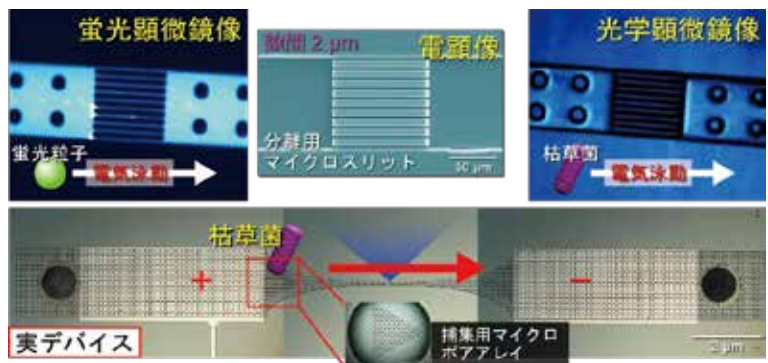 蛍光顕微鏡像
蛍光粒子
電気泳動
隙間 2 μm
電顕像
分離用
マイクロスリット
50 μm
光学顕微鏡像
枯草菌
電気泳動
枯草菌
+
−
実デバイス
捕集用マイクロ
ポアアレイ
2 μm